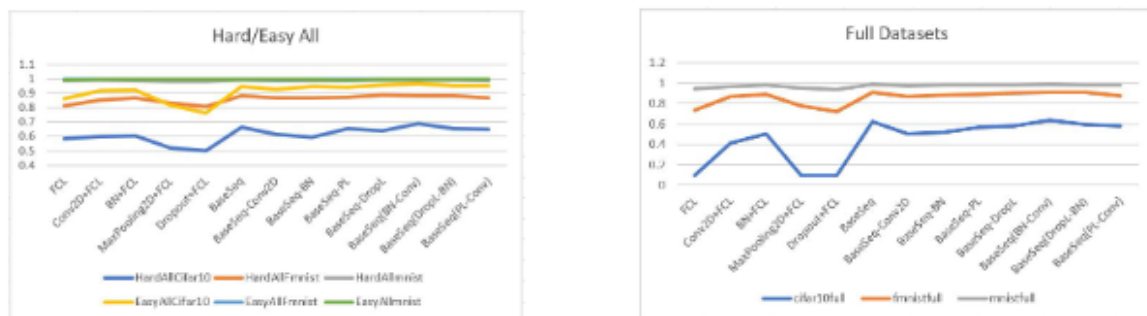 Hard/Easy All
1.1
1
0.9
0.8
0.7
0.6
0.5
0.4
FCL
Conv2D+FCL
BN+FCL
MaxPooling2D+FCL
Dropout+FCL
BaseSeq
BaseSeq-Conv2D
BaseSeq-BN
BaseSeq-PL
BaseSeq-DropL
BaseSeq(BN-Conv)
BaseSeq(DropL-BN)
BaseSeq(PL-Conv)
HardAllCifar10 HardAllFmnist HardAllmnist
EasyAllCifar10 EasyAllFmnist EasyAllmnist
Full Datasets
1.2
1
0.8
0.6
0.4
0.2
0
FCL
Conv2D+FCL
BN+FCL
MaxPooling2D+FCL
Dropout+FCL
BaseSeq
BaseSeq-Conv2D
BaseSeq-BN
BaseSeq-PL
BaseSeq-DropL
BaseSeq(BN-Conv)
BaseSeq(DropL-BN)
BaseSeq(PL-Conv)
cifar10full fmnistfull mnistfull